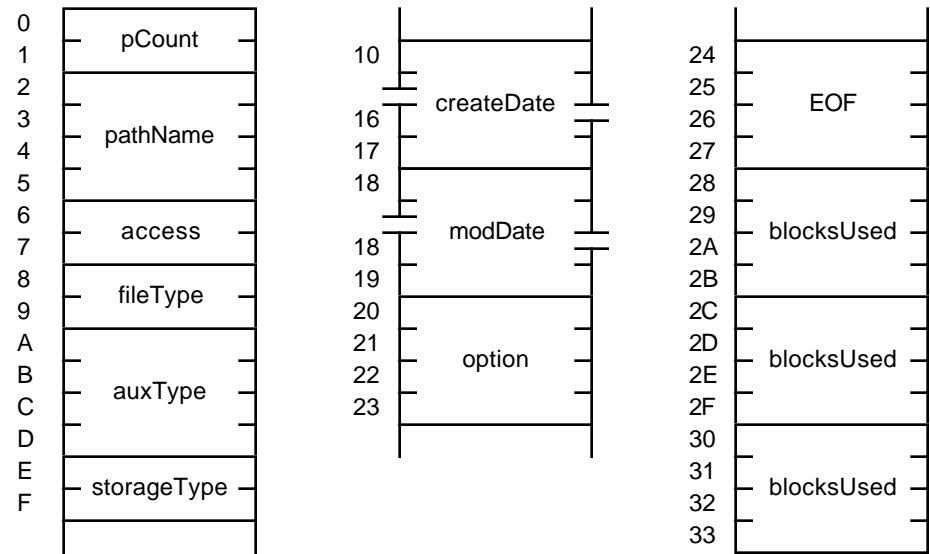 0
pCount
1
2
3
pathName
4
5
6
access
7
8
fileType
9
A
B
auxType
C
D
E
storageType
F
10
createDate
16
17
18
modDate
18
19
20
21
option
22
23
24
25
EOF
26
27
28
29
blocksUsed
2A
2B
2C
2D
blocksUsed
2E
2F
30
31
blocksUsed
32
33